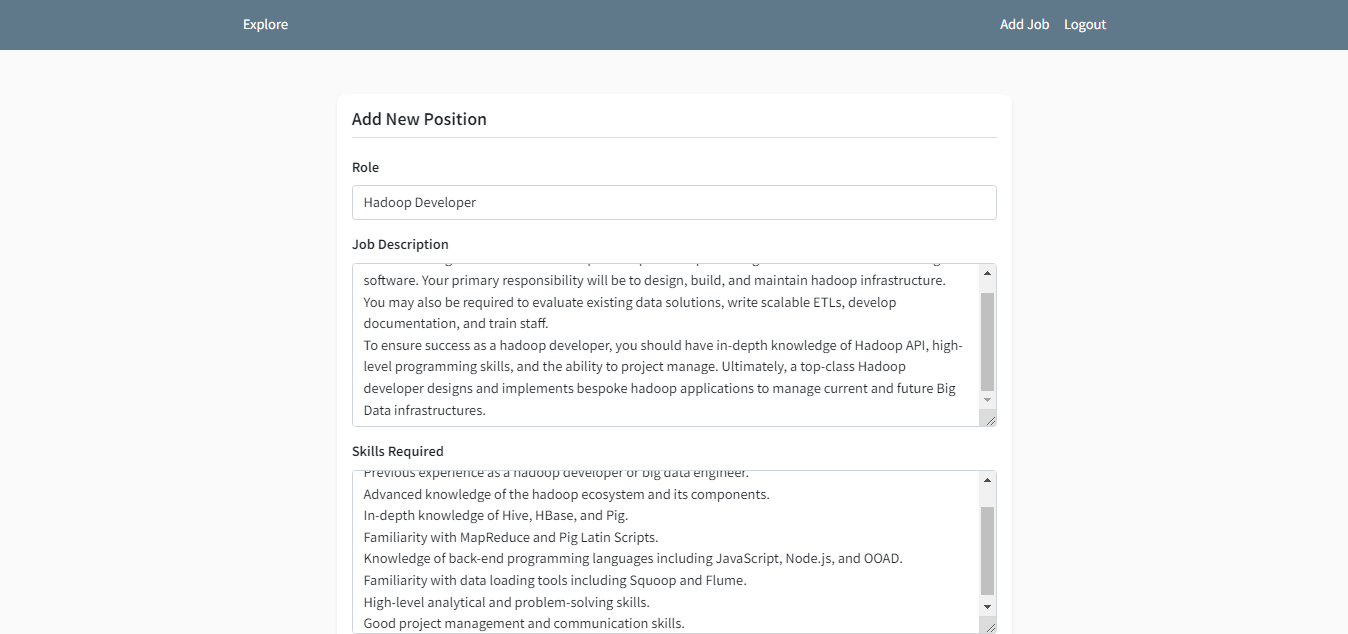 Explore
Add Job
Logout
Add New Position
Role
Hadoop Developer
Job Description
software. Your primary responsibility will be to design, build, and maintain hadoop infrastructure.
You may also be required to evaluate existing data solutions, write scalable ETLs, develop
documentation, and train staff.
To ensure success as a hadoop developer, you should have in-depth knowledge of Hadoop API, high-
level programming skills, and the ability to project manage. Ultimately, a top-class Hadoop
developer designs and implements bespoke hadoop applications to manage current and future Big
Data infrastructures.
Skills Required
Previous experience as a hadoop developer or big data engineer.
Advanced knowledge of the hadoop ecosystem and its components.
In-depth knowledge of Hive, HBase, and Pig.
Familiarity with MapReduce and Pig Latin Scripts.
Knowledge of back-end programming languages including JavaScript, Node.js, and OOAD.
Familiarity with data loading tools including Squoop and Flume.
High-level analytical and problem-solving skills.
Good project management and communication skills.